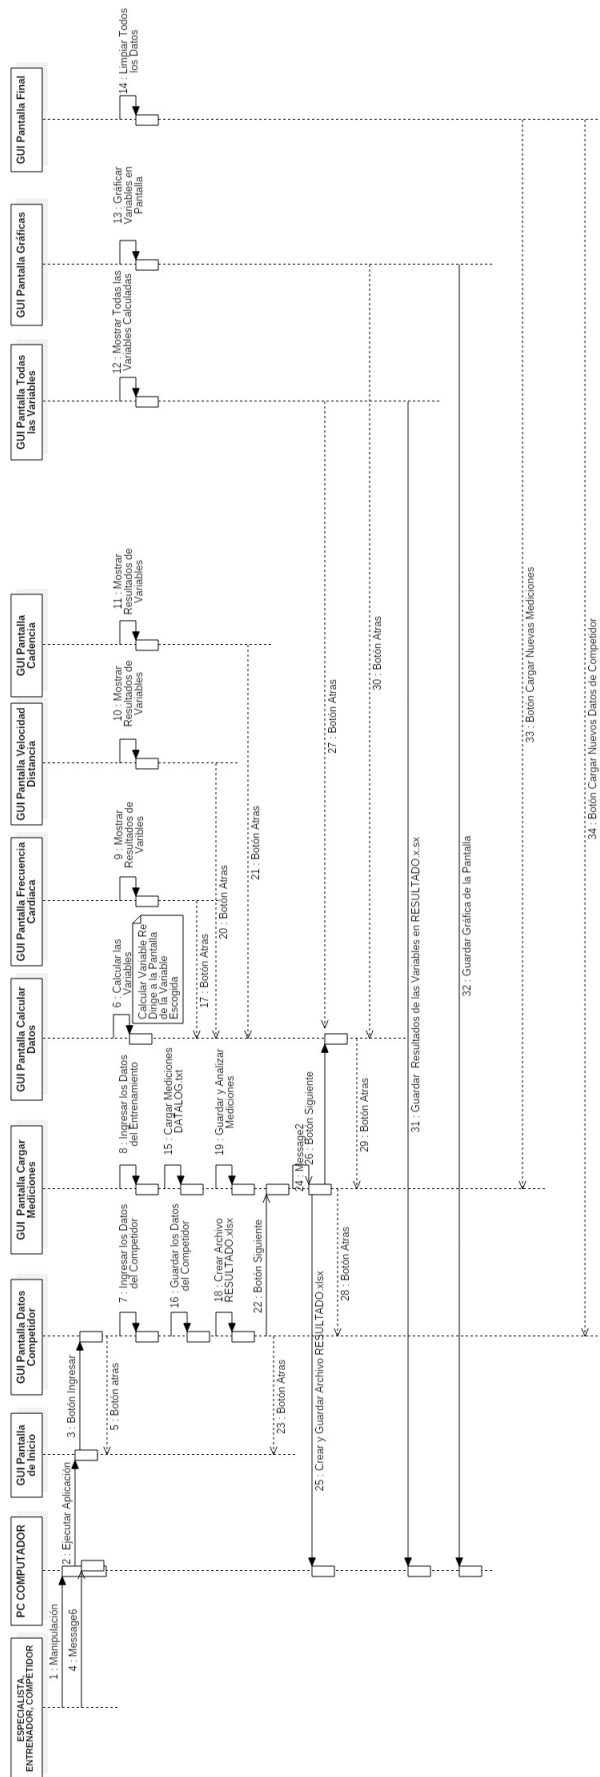 ESPECIALISTA,
ENTRENADOR, COMPETIDOR
PC COMPUTADOR
GUI Pantalla
de Inicio
GUI Pantalla Datos
Competidor
GUI Pantalla Cargar
Mediciones
GUI Pantalla Calcular
Datos
GUI Pantalla Frecuencia
Cardiaca
GUI Pantalla Velocidad
Distancia
GUI Pantalla
Cadencia
GUI Pantalla Todas
las Variables
GUI Pantalla Gráficas
GUI Pantalla Final
1 : Manipulación
2 : Ejecutar Aplicación
3 : Botón Ingresar
4 : Message6
5 : Botón atras
6 : Calcular las
Variables
Calcular Variable Re
Dirige a la Pantalla
de la Variable
Escogida
7 : Ingresar los Datos
del Competidor
8 : Ingresar los Datos
del Entrenamiento
9 : Mostrar
Resultados de
Varibles
10 : Mostrar
Resultados de
Variables
11 : Mostrar
Resultados de
Variables
12 : Mostrar Todas las
Variables Calculadas
13 : Gráficar
Variables en
Pantalla
14 : Limpiar Todos
los Datos
15 : Cargar Mediciones
DATALOG.txt
16 : Guardar los Datos
del Competidor
17 : Botón Atras
18 : Crear Archivo
RESULTADO.xlsx
19 : Guardar y Analizar
Mediciones
20 : Botón Atras
21 : Botón Atras
22 : Botón Siguiente
23 : Botón Atras
24 : Message2
25 : Crear y Guardar Archivo RESULTADO.xlsx
26 : Botón Siguiente
27 : Botón Atras
28 : Botón Atras
29 : Botón Atras
30 : Botón Atras
31 : Guardar Resultados de las Variables en RESULTADO.x.sx
32 : Guardar Gráfica de la Pantalla
33 : Botón Cargar Nuevas Mediciones
34 : Botón Cargar Nuevos Datos de Competidor